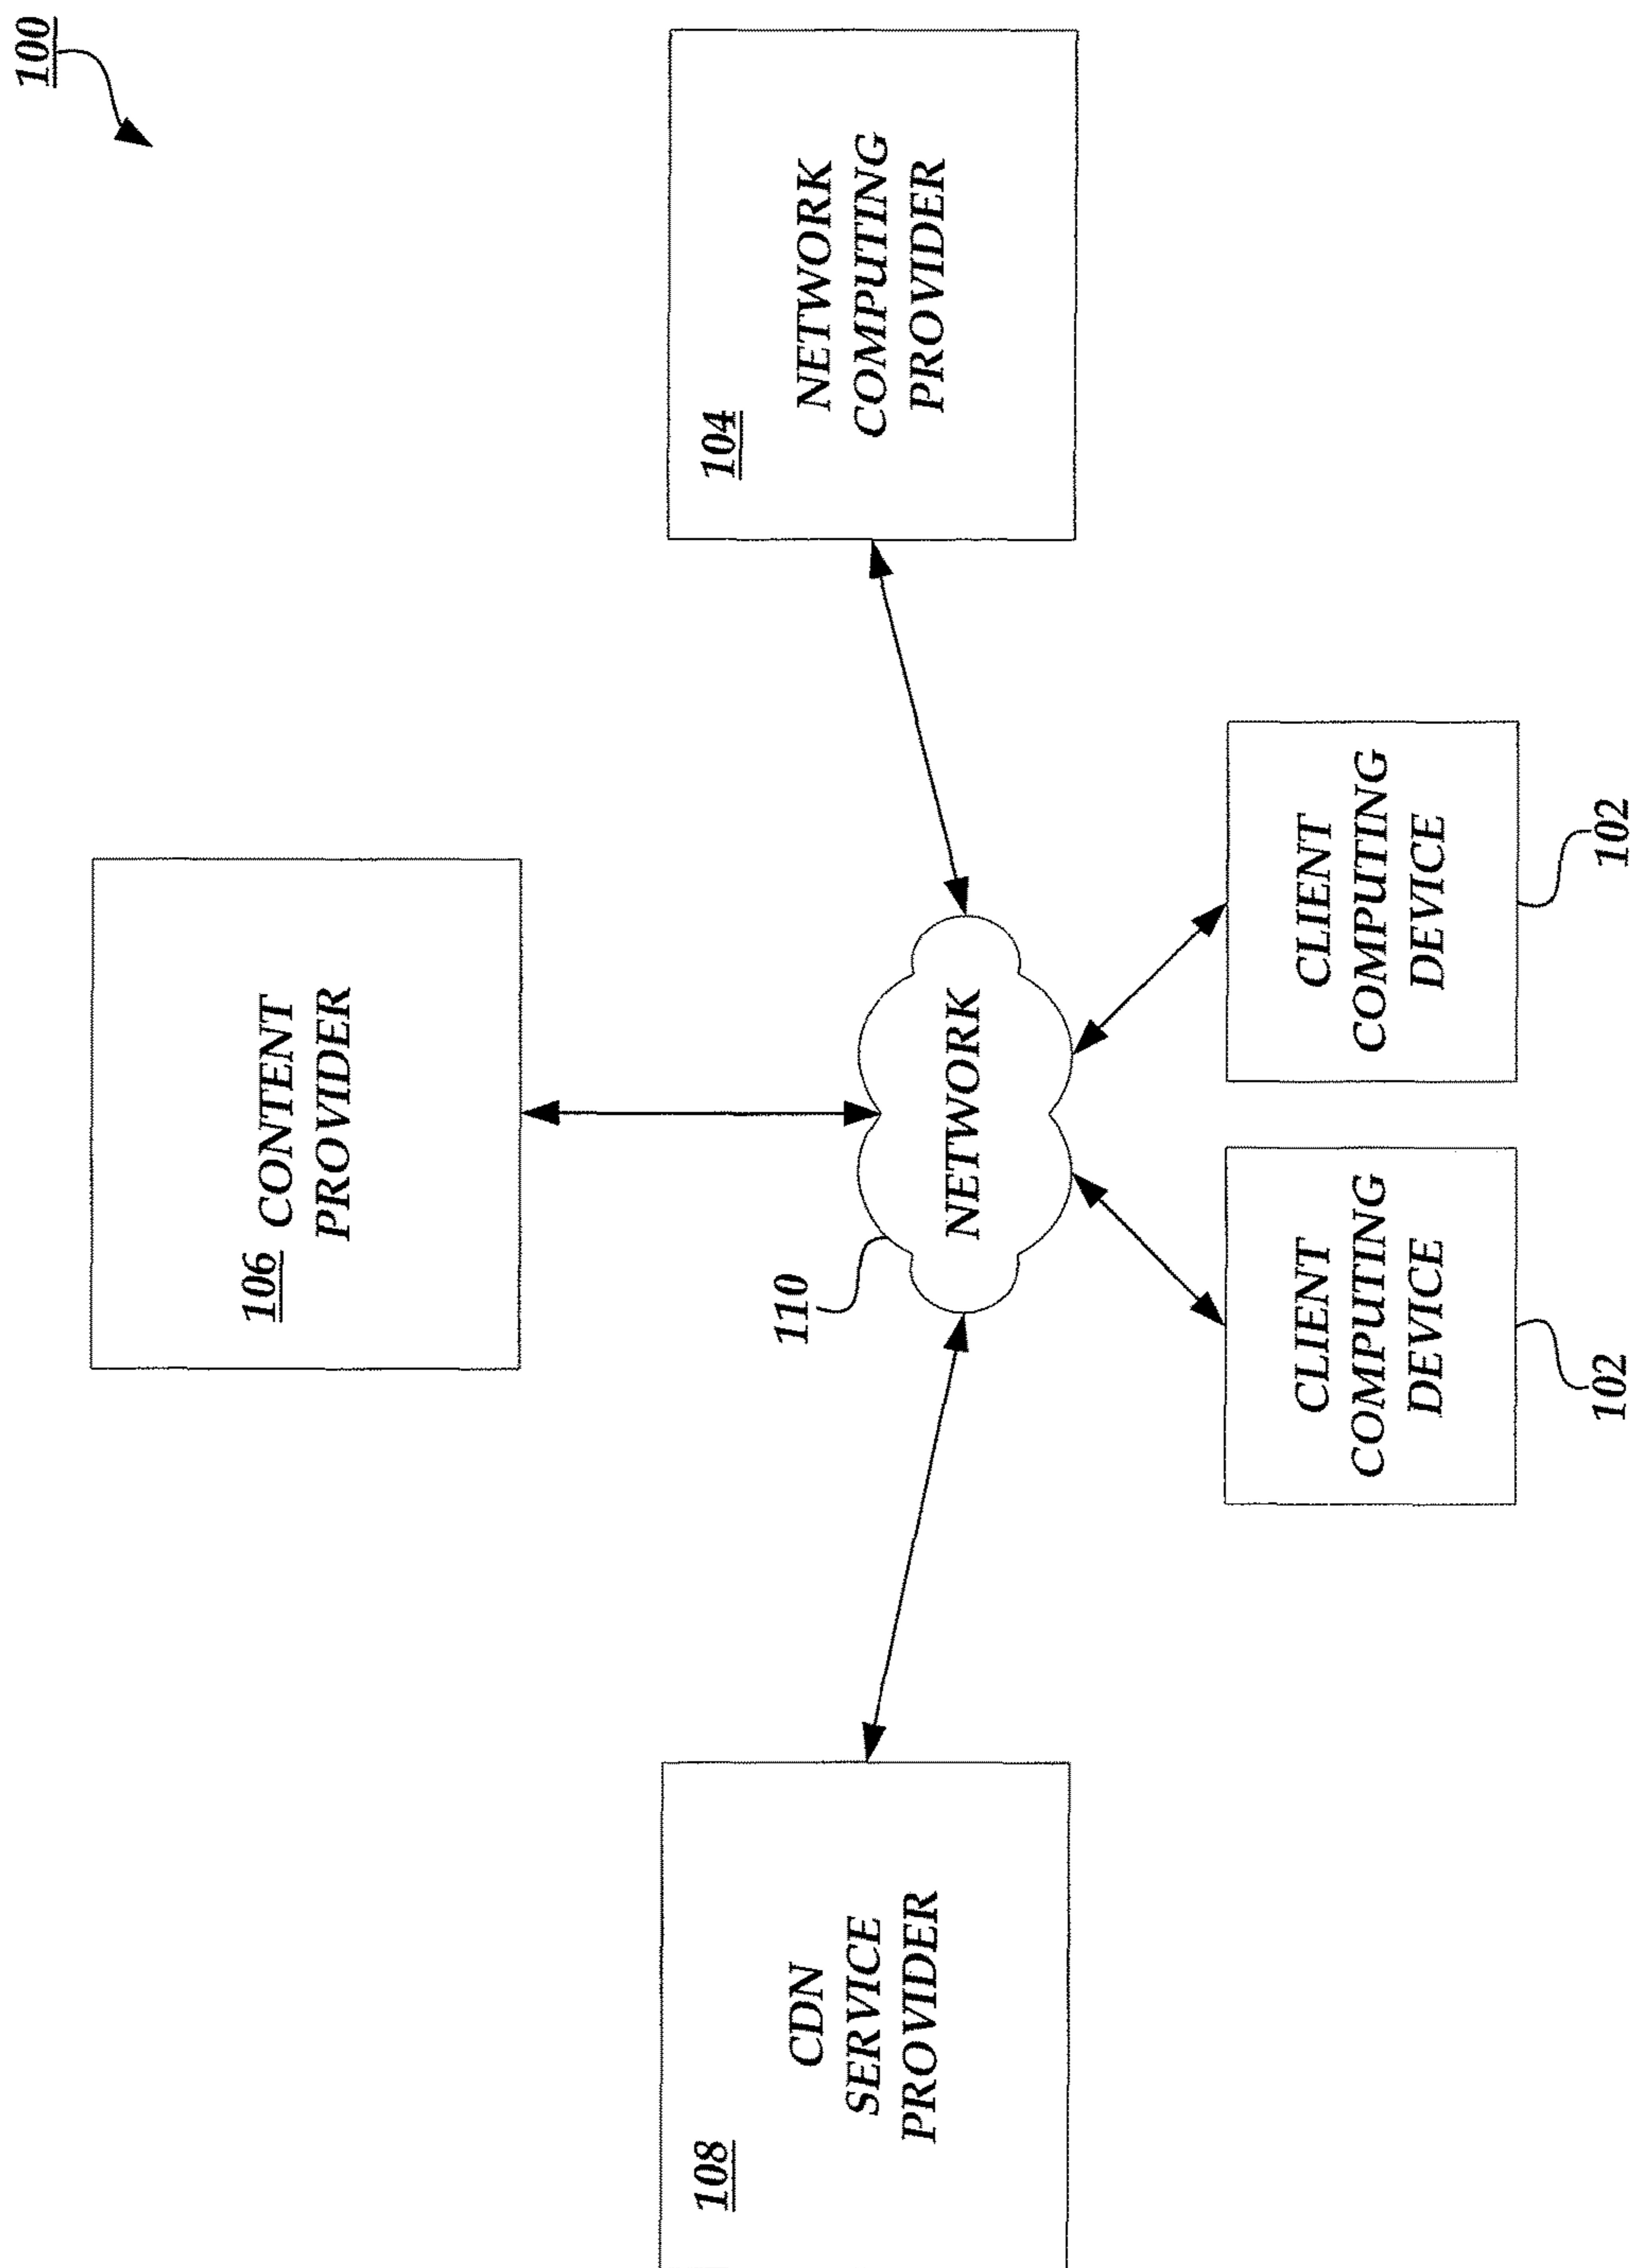 100
106 CONTENT
PROVIDER
108
CDN
SERVICE
PROVIDER
110
NETWORK
104
NETWORK
COMPUTING
PROVIDER
CLIENT
COMPUTING
DEVICE
102
CLIENT
COMPUTING
DEVICE
102